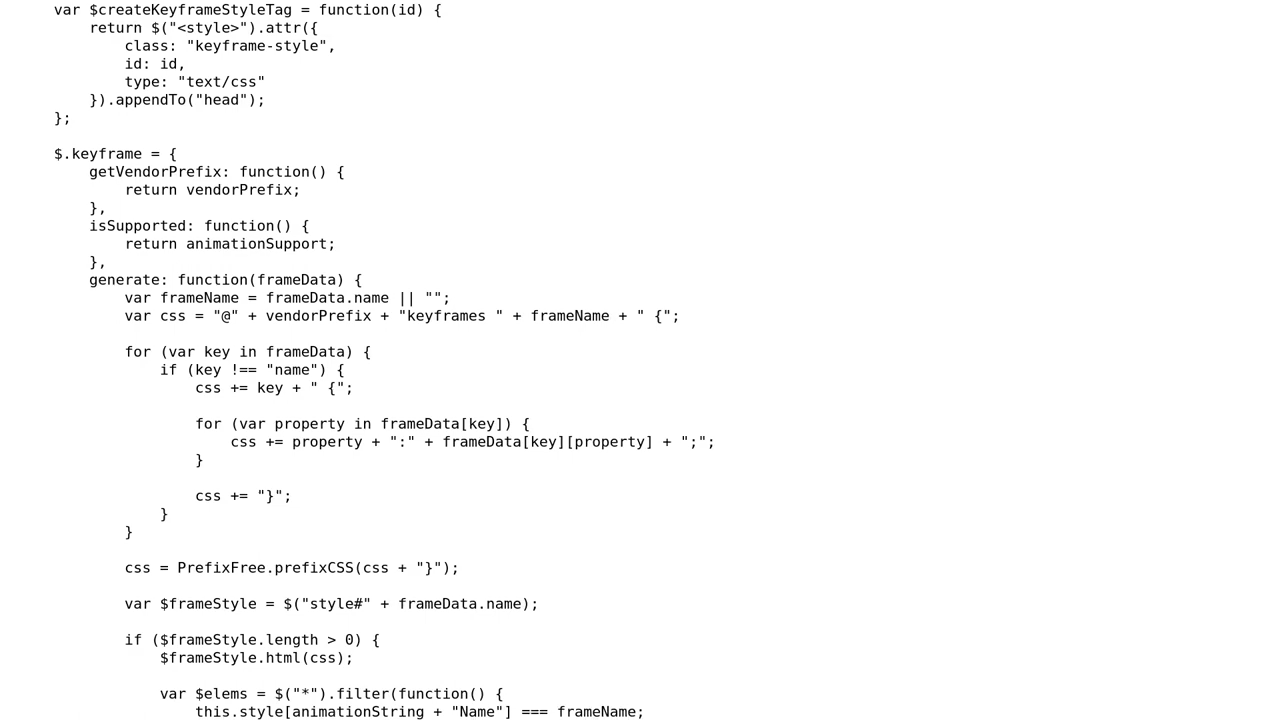 var $createKeyframeStyleTag = function(id) {
    return $("<style>").attr({
        class: "keyframe-style",
        id: id,
        type: "text/css"
    }).appendTo("head");
};

$.keyframe = {
    getVendorPrefix: function() {
        return vendorPrefix;
    },
    isSupported: function() {
        return animationSupport;
    },
    generate: function(frameData) {
        var frameName = frameData.name || "";
        var css = "@" + vendorPrefix + "keyframes " + frameName + " {";

        for (var key in frameData) {
            if (key !== "name") {
                css += key + " {";

                for (var property in frameData[key]) {
                    css += property + ":" + frameData[key][property] + ";";
                }

                css += "}";
            }
        }

        css = PrefixFree.prefixCSS(css + "}");

        var $frameStyle = $("style#" + frameData.name);

        if ($frameStyle.length > 0) {
            $frameStyle.html(css);

            var $elems = $("*").filter(function() {
                this.style[animationString + "Name"] === frameName;